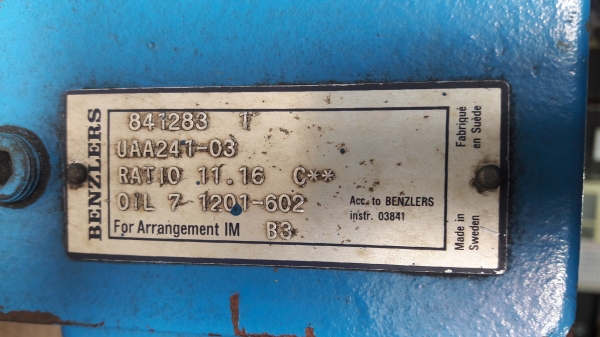 BENZLERS
841283 1
UAA241-03
RATIO 11.16 C**
OIL 7 1201-602
Acc. to BENZLERS
instr. 03841
For Arrangement IM B3
Fabriqué
en Suède
Made in
Sweden